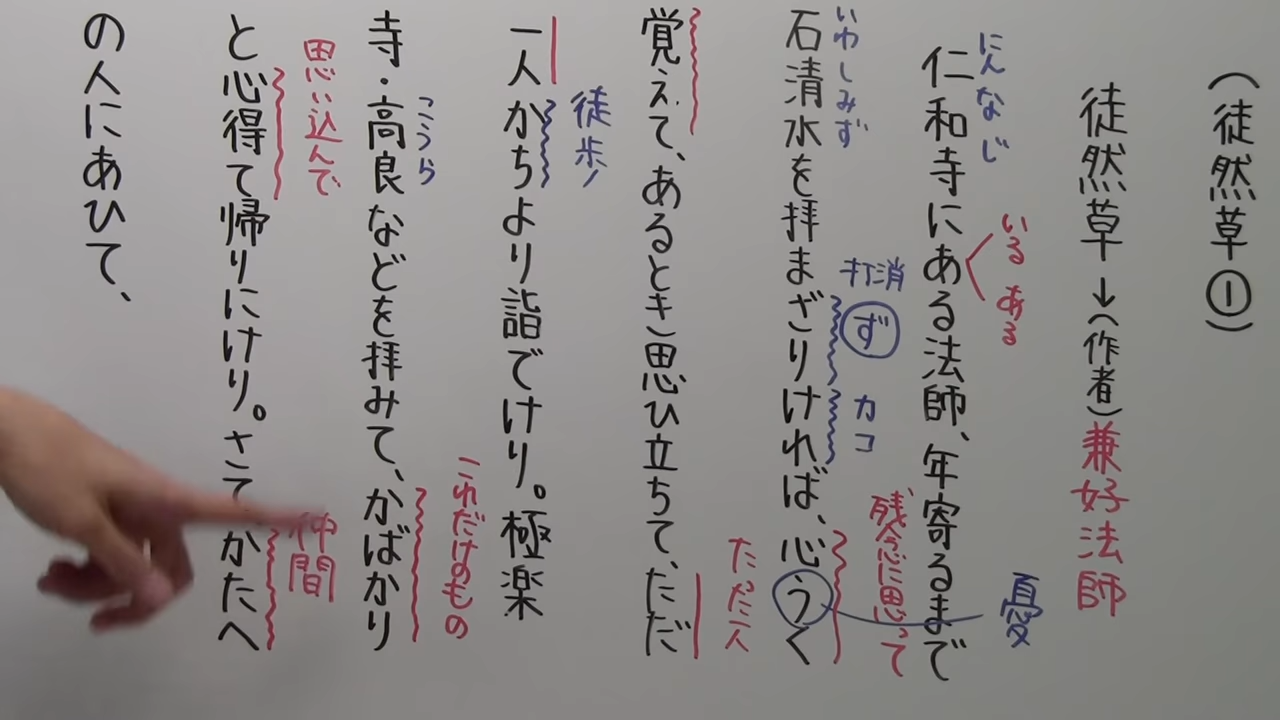 (徒然草①)
徒然草→(作者)兼好法師
にんなじ
いる ある
仁和寺にある法師、年寄るまで
憂
いわしみず
打消
ず
カコ
残念に思って
石清水を拝まざりければ、心うく
ただ一人
覚えて、あるとき思ひ立ちて、ただ
徒歩
一人かちより詣でけり。極楽
こうら
これだけのもの
寺・高良などを拝みて、かばかり
思い込んで
仲間
と心得て帰りにけり。さて、かたへ
の人にあひて、